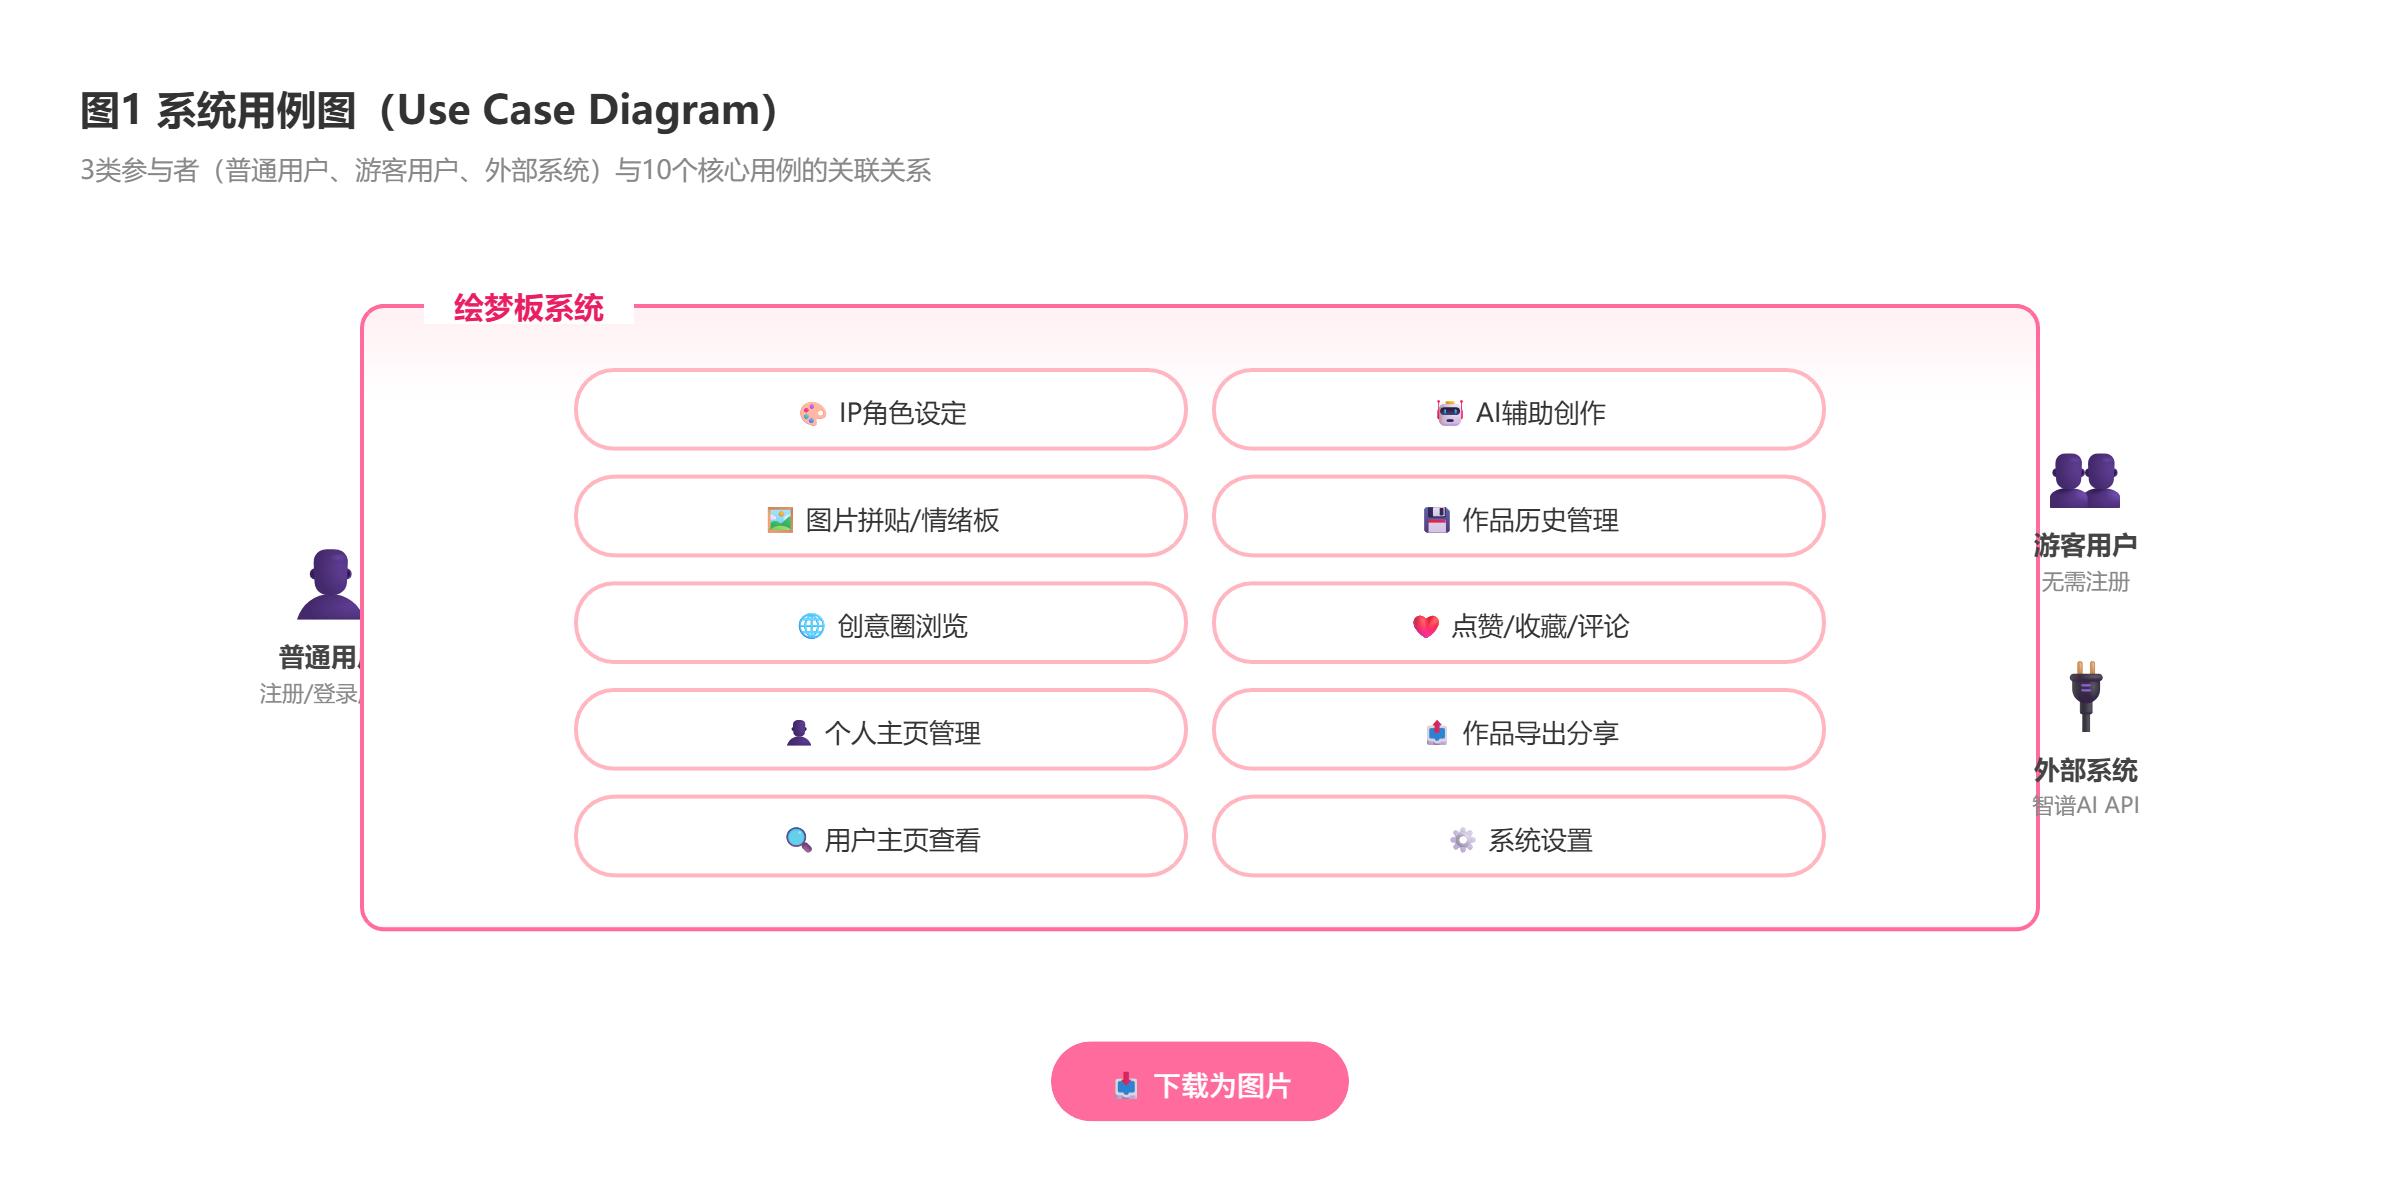 图1 系统用例图（Use Case Diagram）
3类参与者（普通用户、游客用户、外部系统）与10个核心用例的关联关系
绘梦板系统
IP角色设定
AI辅助创作
图片拼贴/情绪板
作品历史管理
创意圈浏览
点赞/收藏/评论
个人主页管理
作品导出分享
用户主页查看
系统设置
普通用
注册/登录/
游客用户
无需注册
外部系统
智谱AI API
下载为图片